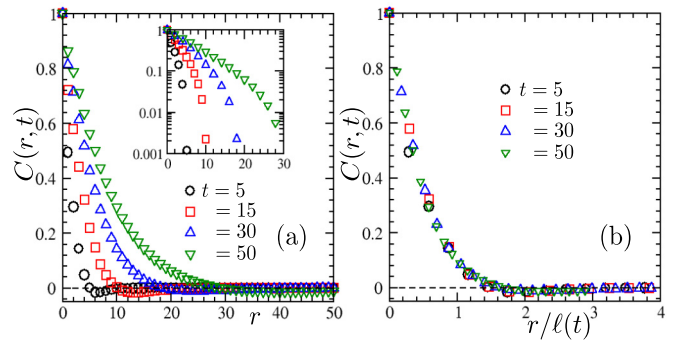 C(r, t)
1
0.8
0.6
0.4
0.2
0
0 10 20 30 40 50
r
1
0.1
0.01
0.001
0 10 20 30
t = 5
= 15
= 30
= 50
(a)
C(r, t)
1
0.8
0.6
0.4
0.2
0
0 1 2 3 4
r/ℓ(t)
t = 5
= 15
= 30
= 50
(b)